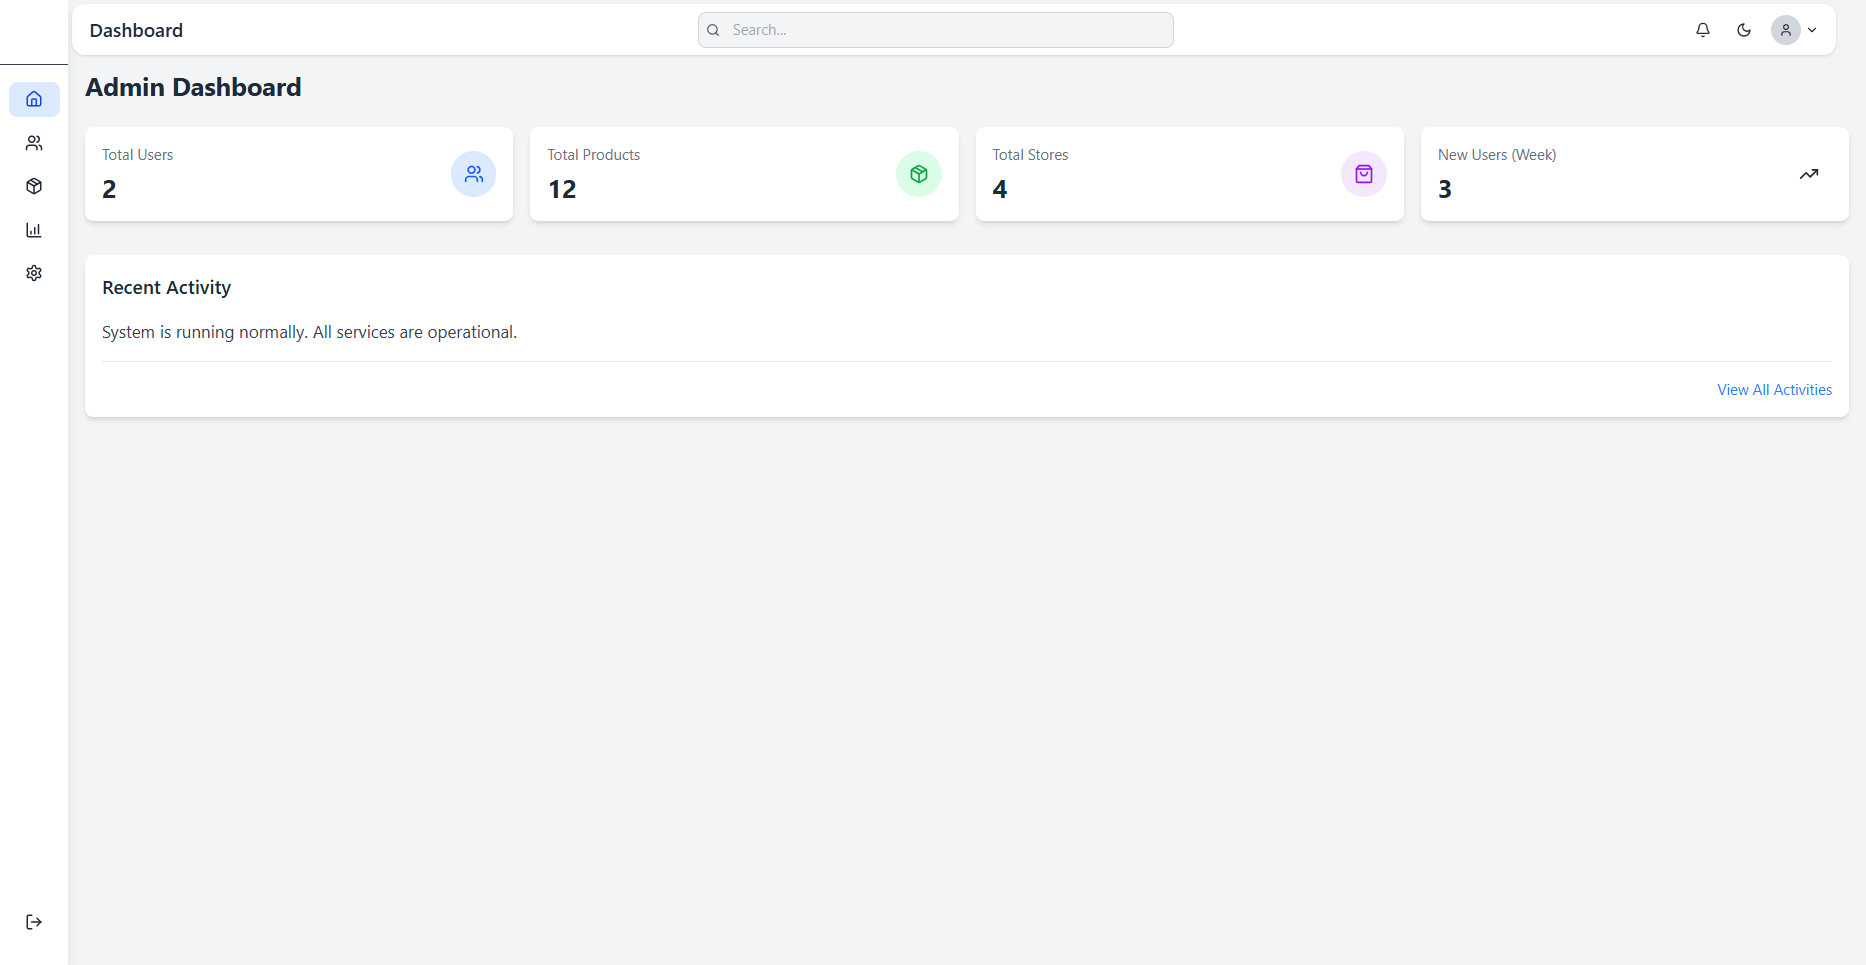 Dashboard
Search...
Admin Dashboard
Total Users
2
Total Products
12
Total Stores
4
New Users (Week)
3
Recent Activity
System is running normally. All services are operational.
View All Activities